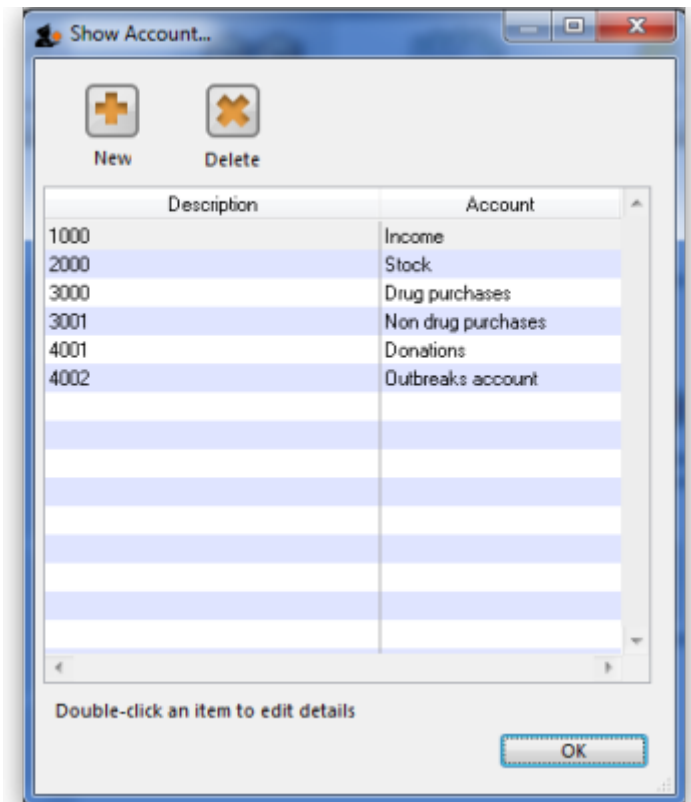 Show Account...
New Delete
Description Account
1000 Income
2000 Stock
3000 Drug purchases
3001 Non drug purchases
4001 Donations
4002 Outbreaks account
Double-click an item to edit details
OK